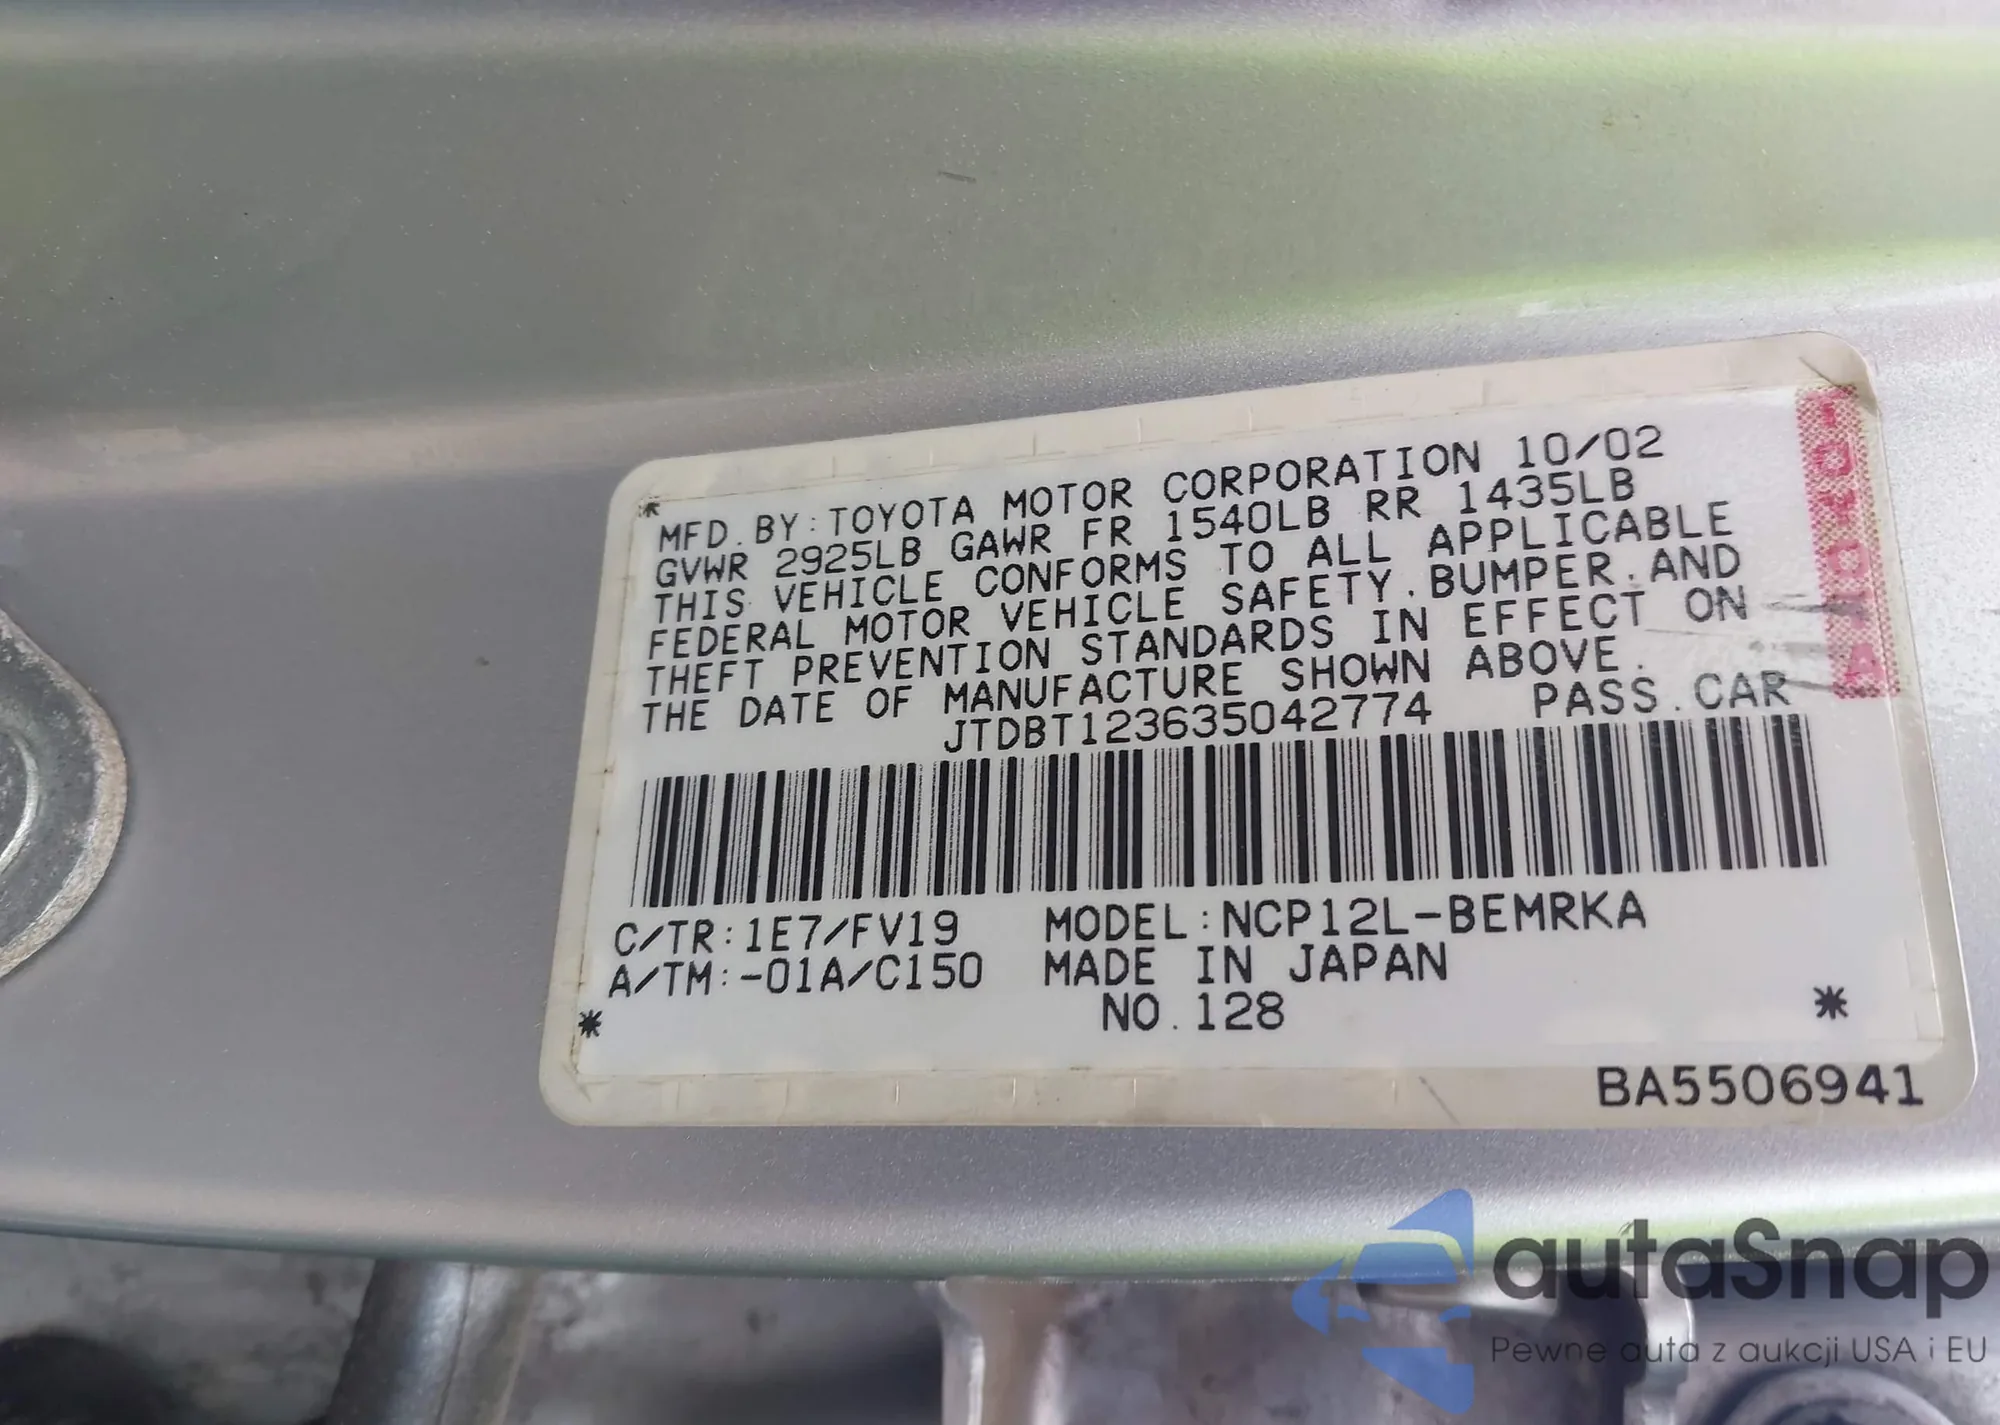 MFD.BY:TOYOTA MOTOR CORPORATION 10/02
GVWR 2925LB GAWR FR 1540LB RR 1435LB
THIS VEHICLE CONFORMS TO ALL APPLICABLE
FEDERAL MOTOR VEHICLE SAFETY.BUMPER.AND
THEFT PREVENTION STANDARDS IN EFFECT ON
THE DATE OF MANUFACTURE SHOWN ABOVE.
JTDBT123635042774 PASS.CAR
C/TR:1E7/FV19 MODEL:NCP12L-BEMRKA
A/TM:-01A/C150 MADE IN JAPAN
NO.128
BA5506941
autaSnap
Pewne auta z aukcji USA i EU